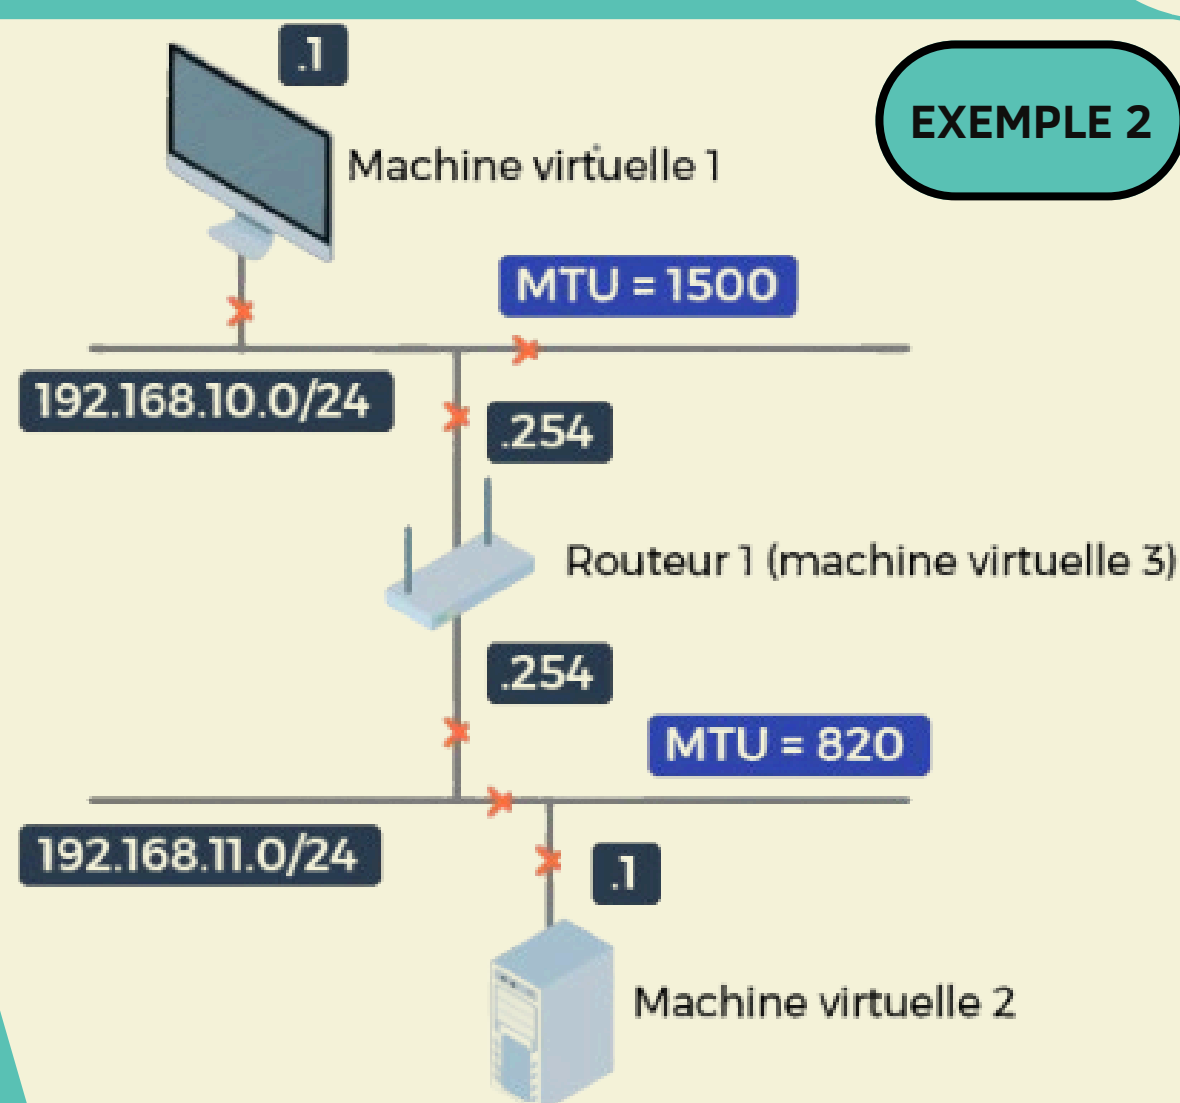 .1
EXEMPLE 2
Machine virtuelle 1
MTU = 1500
192.168.10.0/24
.254
Routeur 1 (machine virtuelle 3)
.254
MTU = 820
192.168.11.0/24
.1
Machine virtuelle 2